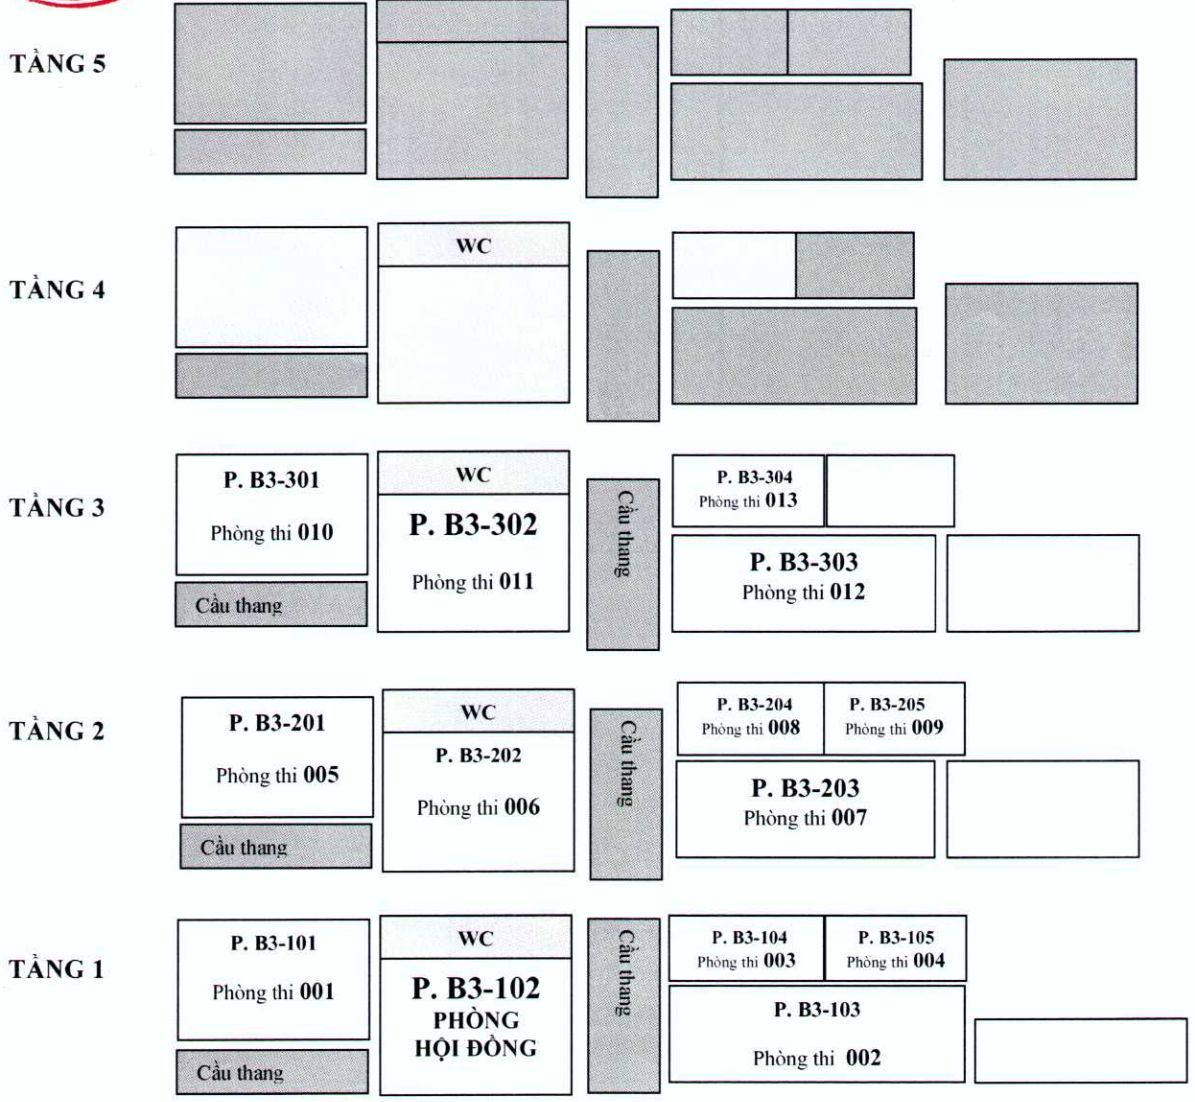 TẦNG 5
TẦNG 4
WC
TẦNG 3
P. B3-301
Phòng thi 010
Cầu thang
WC
P. B3-302
Phòng thi 011
Cầu thang
P. B3-304
Phòng thi 013
P. B3-303
Phòng thi 012
TẦNG 2
P. B3-201
Phòng thi 005
Cầu thang
WC
P. B3-202
Phòng thi 006
Cầu thang
P. B3-204
Phòng thi 008
P. B3-205
Phòng thi 009
P. B3-203
Phòng thi 007
TẦNG 1
P. B3-101
Phòng thi 001
Cầu thang
WC
P. B3-102
PHÒNG
HỘI ĐỒNG
Cầu thang
P. B3-104
Phòng thi 003
P. B3-105
Phòng thi 004
P. B3-103
Phòng thi 002